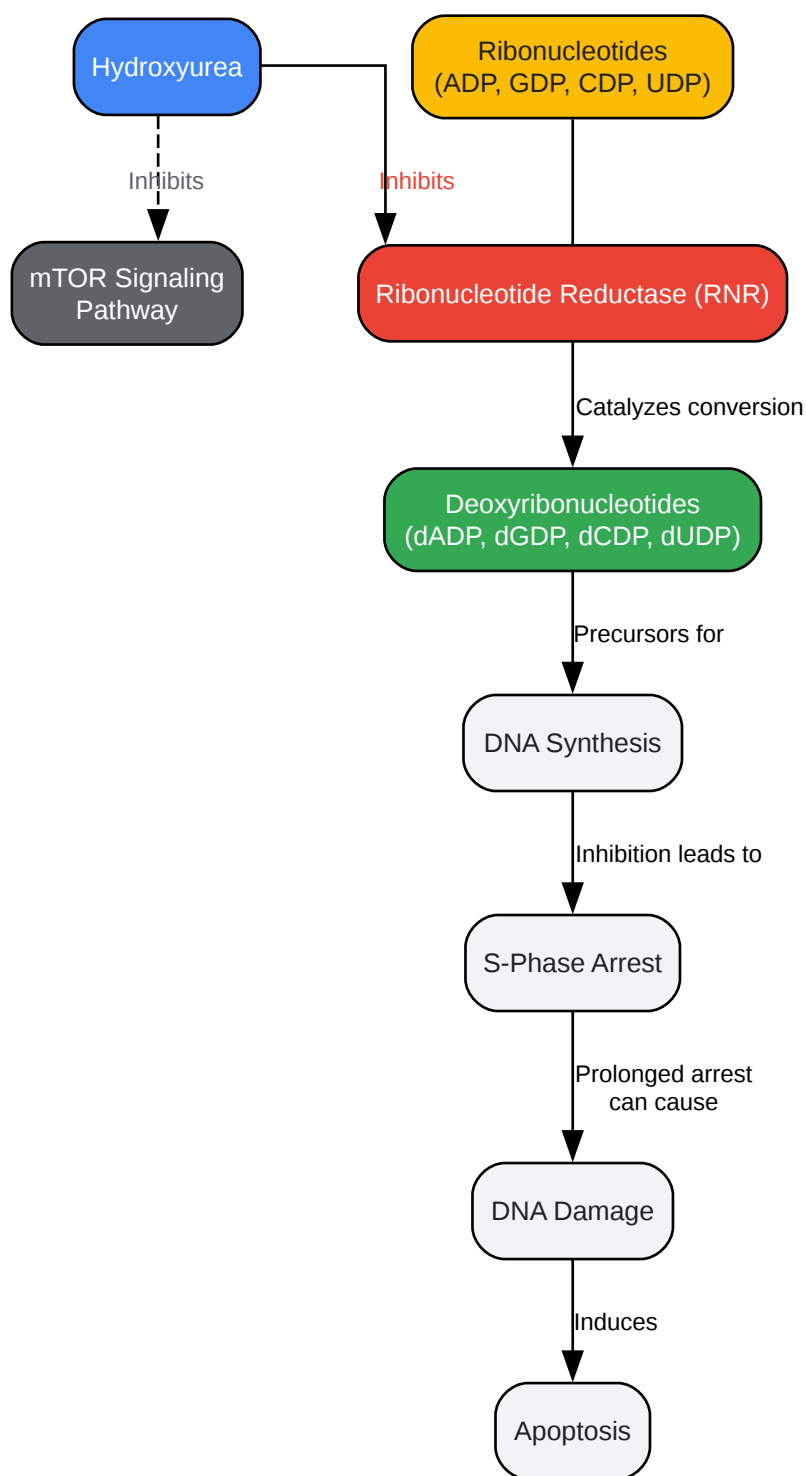 Hydroxyurea
Ribonucleotides
(ADP, GDP, CDP, UDP)
Inhibits
Inhibits
mTOR Signaling
Pathway
Ribonucleotide Reductase (RNR)
Catalyzes conversion
Deoxyribonucleotides
(dADP, dGDP, dCDP, dUDP)
Precursors for
DNA Synthesis
Inhibition leads to
S-Phase Arrest
Prolonged arrest
can cause
DNA Damage
Induces
Apoptosis